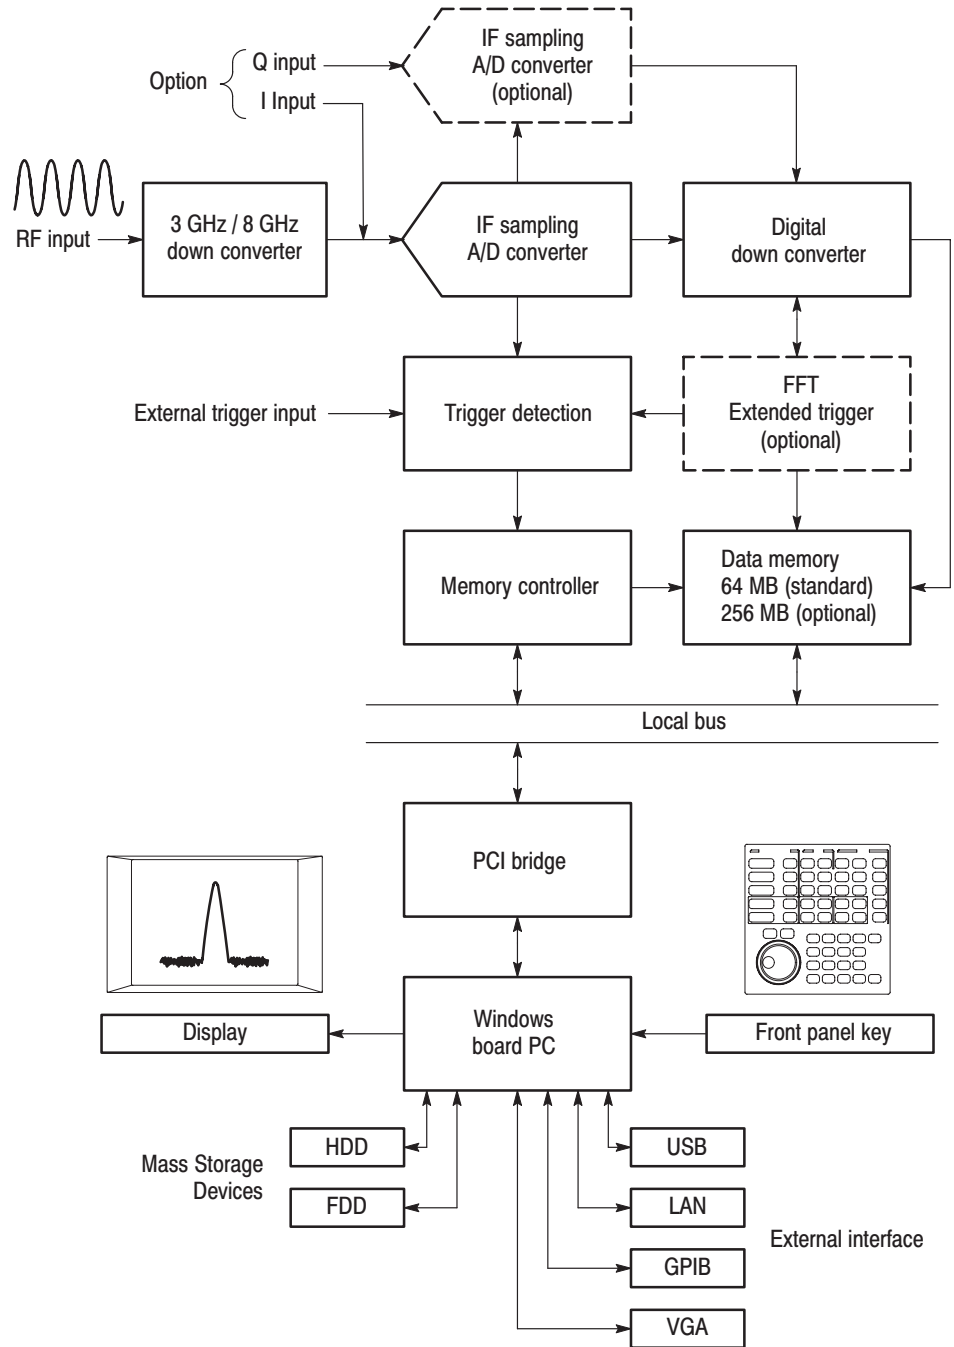 IF sampling
A/D converter
(optional)
Option
Q input
I Input
RF input
3 GHz / 8 GHz
down converter
IF sampling
A/D converter
Digital
down converter
External trigger input
Trigger detection
FFT
Extended trigger
(optional)
Memory controller
Data memory
64 MB (standard)
256 MB (optional)
Local bus
PCI bridge
Display
Windows
board PC
Front panel key
Mass Storage
Devices
HDD
FDD
USB
LAN
GPIB
VGA
External interface